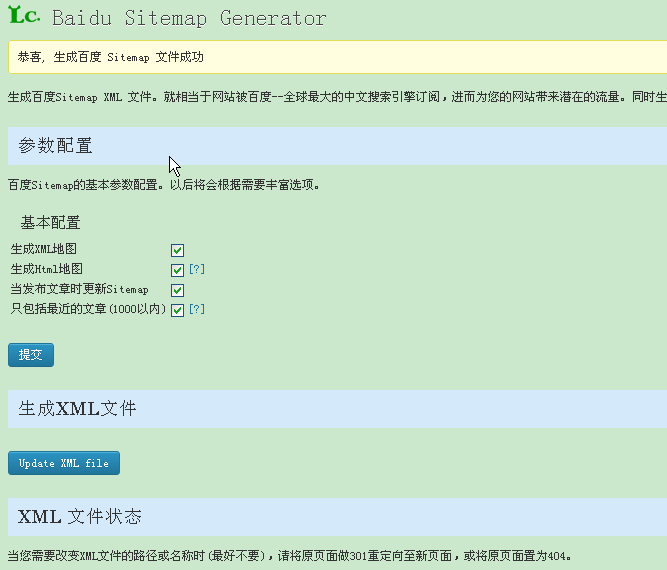 Lc. Baidu Sitemap Generator
恭喜, 生成百度 Sitemap 文件成功
生成百度Sitemap XML 文件。就相当于网站被百度--全球最大的中文搜索引擎订阅，进而为您的网站带来潜在的流量。同时生
参数配置
百度Sitemap的基本参数配置。以后将会根据需要丰富选项。
基本配置
生成XML地图
生成Html地图 [?]
当发布文章时更新Sitemap
只包括最近的文章(1000以内) [?]
提交
生成XML文件
Update XML file
XML 文件状态
当您需要改变XML文件的路径或名称时(最好不要)，请将原页面做301重定向至新页面，或将原页面置为404。